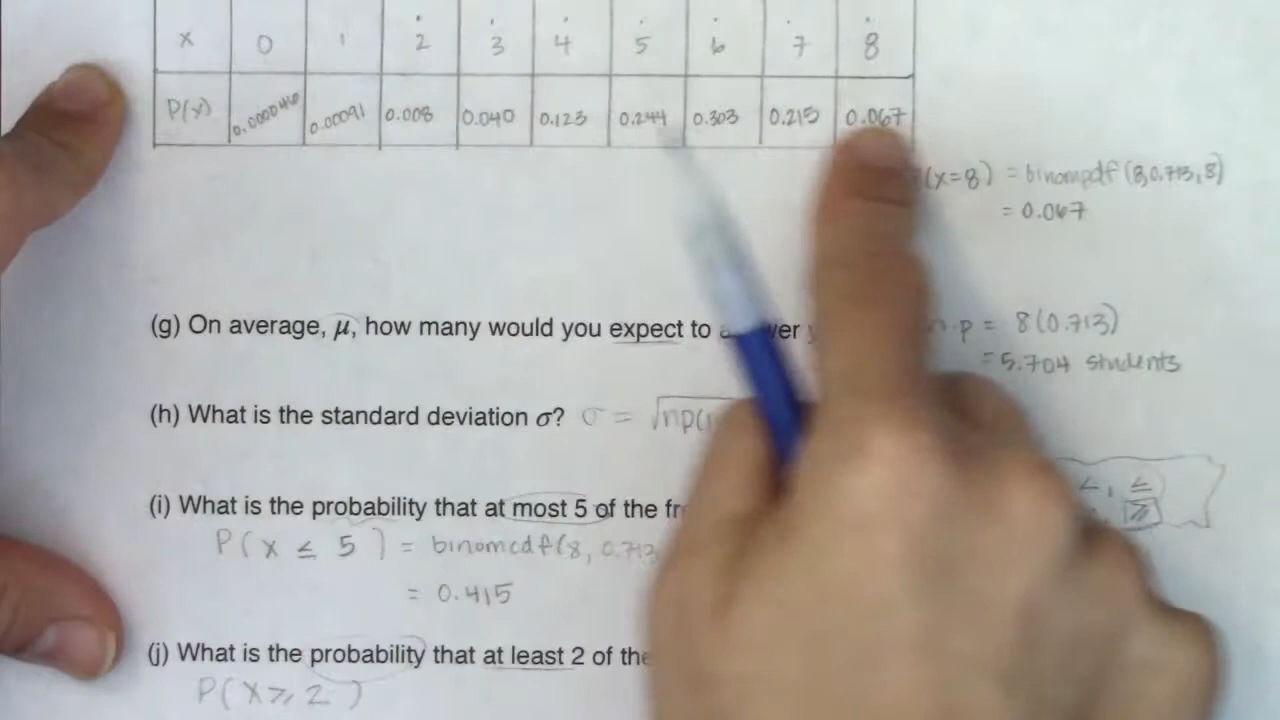 x 0 1 2 3 4 5 6 7 8
P(x) 0.000046 0.00091 0.008 0.040 0.123 0.244 0.303 0.215 0.067
(x=8) = binompdf(8,0.713,8)
= 0.067
(g) On average, μ, how many would you expect to
n·p = 8(0.713)
= 5.704 students
(h) What is the standard deviation σ? σ = √np(1
(i) What is the probability that at most 5 of the
<, ≤
≥
P(x ≤ 5) = binomcdf(8, 0.713
= 0.415
(j) What is the probability that at least 2 of the
P(x ≥ 2)